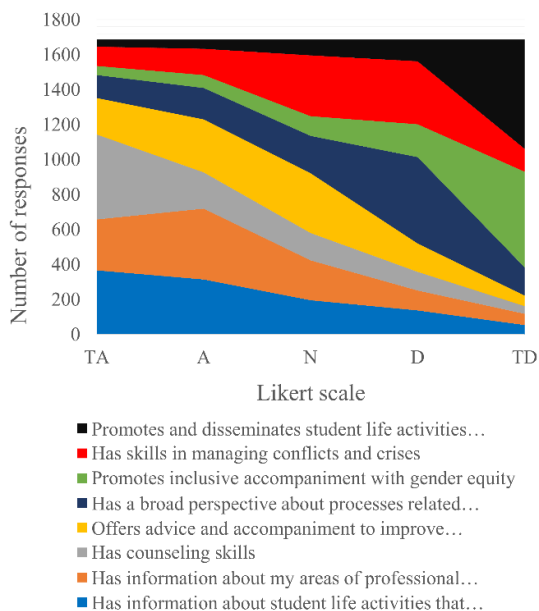 1800
1600
1400
1200
1000
800
600
400
200
0
Number of responses
TA A N D TD
Likert scale
Promotes and disseminates student life activities…
Has skills in managing conflicts and crises
Promotes inclusive accompaniment with gender equity
Has a broad perspective about processes related…
Offers advice and accompaniment to improve…
Has counseling skills
Has information about my areas of professional…
Has information about student life activities that…